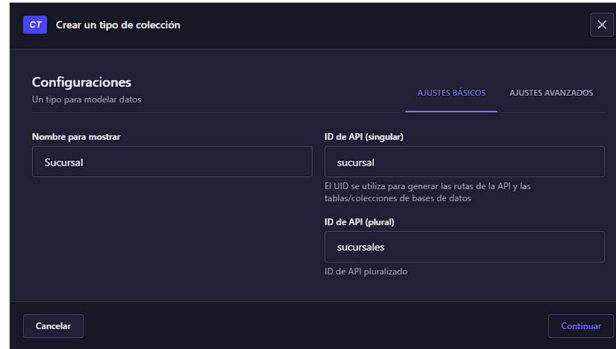 CT Crear un tipo de colección
Configuraciones
Un tipo para modelar datos
AJUSTES BÁSICOS AJUSTES AVANZADOS
Nombre para mostrar
Sucursal
ID de API (singular)
sucursal
El UID se utiliza para generar las rutas de la API y las
tablas/colecciones de bases de datos
ID de API (plural)
sucursales
ID de API pluralizado
Cancelar
Continuar